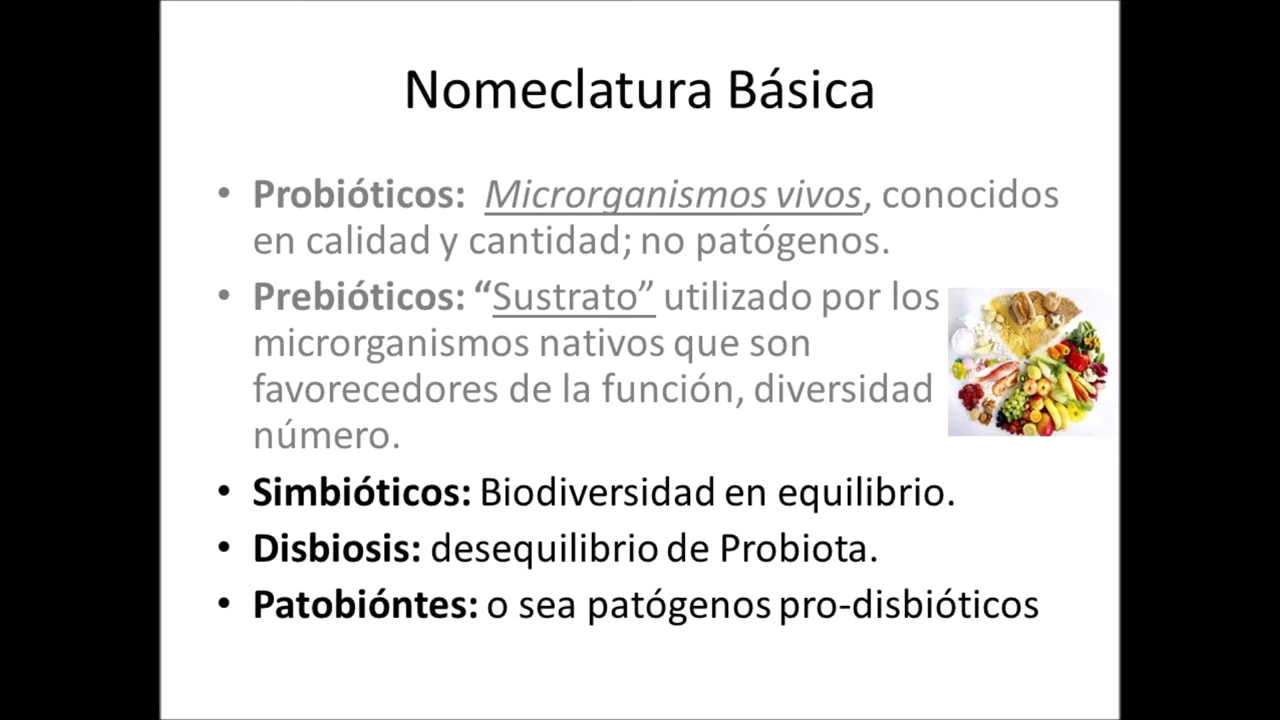 Nomeclatura Básica
• Probióticos: Microrganismos vivos, conocidos
en calidad y cantidad; no patógenos.
• Prebióticos: “Sustrato” utilizado por los
microrganismos nativos que son
favorecedores de la función, diversidad
número.
• Simbióticos: Biodiversidad en equilibrio.
• Disbiosis: desequilibrio de Probiota.
• Patobióntes: o sea patógenos pro-disbióticos